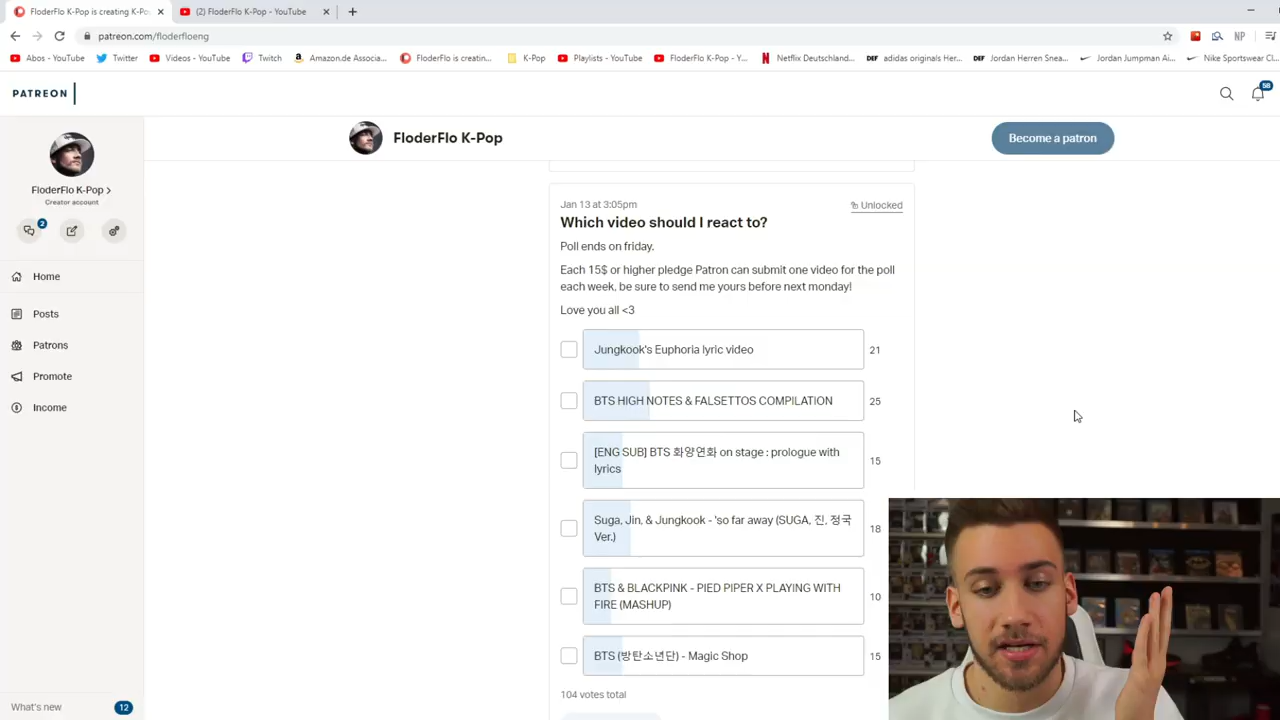 FloderFlo K-Pop is creating K-Po
(2) FloderFlo K-Pop - YouTube
patreon.com/floderfloeng
NP
Abos - YouTube
Twitter
Videos - YouTube
Twitch
Amazon.de Associa...
FloderFlo is creatin...
K-Pop
Playlists - YouTube
FloderFlo K-Pop - Y...
Netflix Deutschland...
DEF
adidas originals Her...
DEF
Jordan Herren Snea...
Jordan Jumpman Ai...
Nike Sportswear Cl...
PATREON
58
FloderFlo K-Pop
Become a patron
FloderFlo K-Pop >
Creator account
2
Home
Posts
Patrons
Promote
Income
What's new
12
Jan 13 at 3:05pm
Unlocked
Which video should I react to?
Poll ends on friday.
Each 15$ or higher pledge Patron can submit one video for the poll
each week, be sure to send me yours before next monday!
Love you all <3
Jungkook's Euphoria lyric video
21
BTS HIGH NOTES & FALSETTOS COMPILATION
25
[ENG SUB] BTS 화양연화 on stage : prologue with
lyrics
15
Suga, Jin, & Jungkook - 'so far away (SUGA, 진, 정국
Ver.)
18
BTS & BLACKPINK - PIED PIPER X PLAYING WITH
FIRE (MASHUP)
10
BTS (방탄소년단) - Magic Shop
15
104 votes total